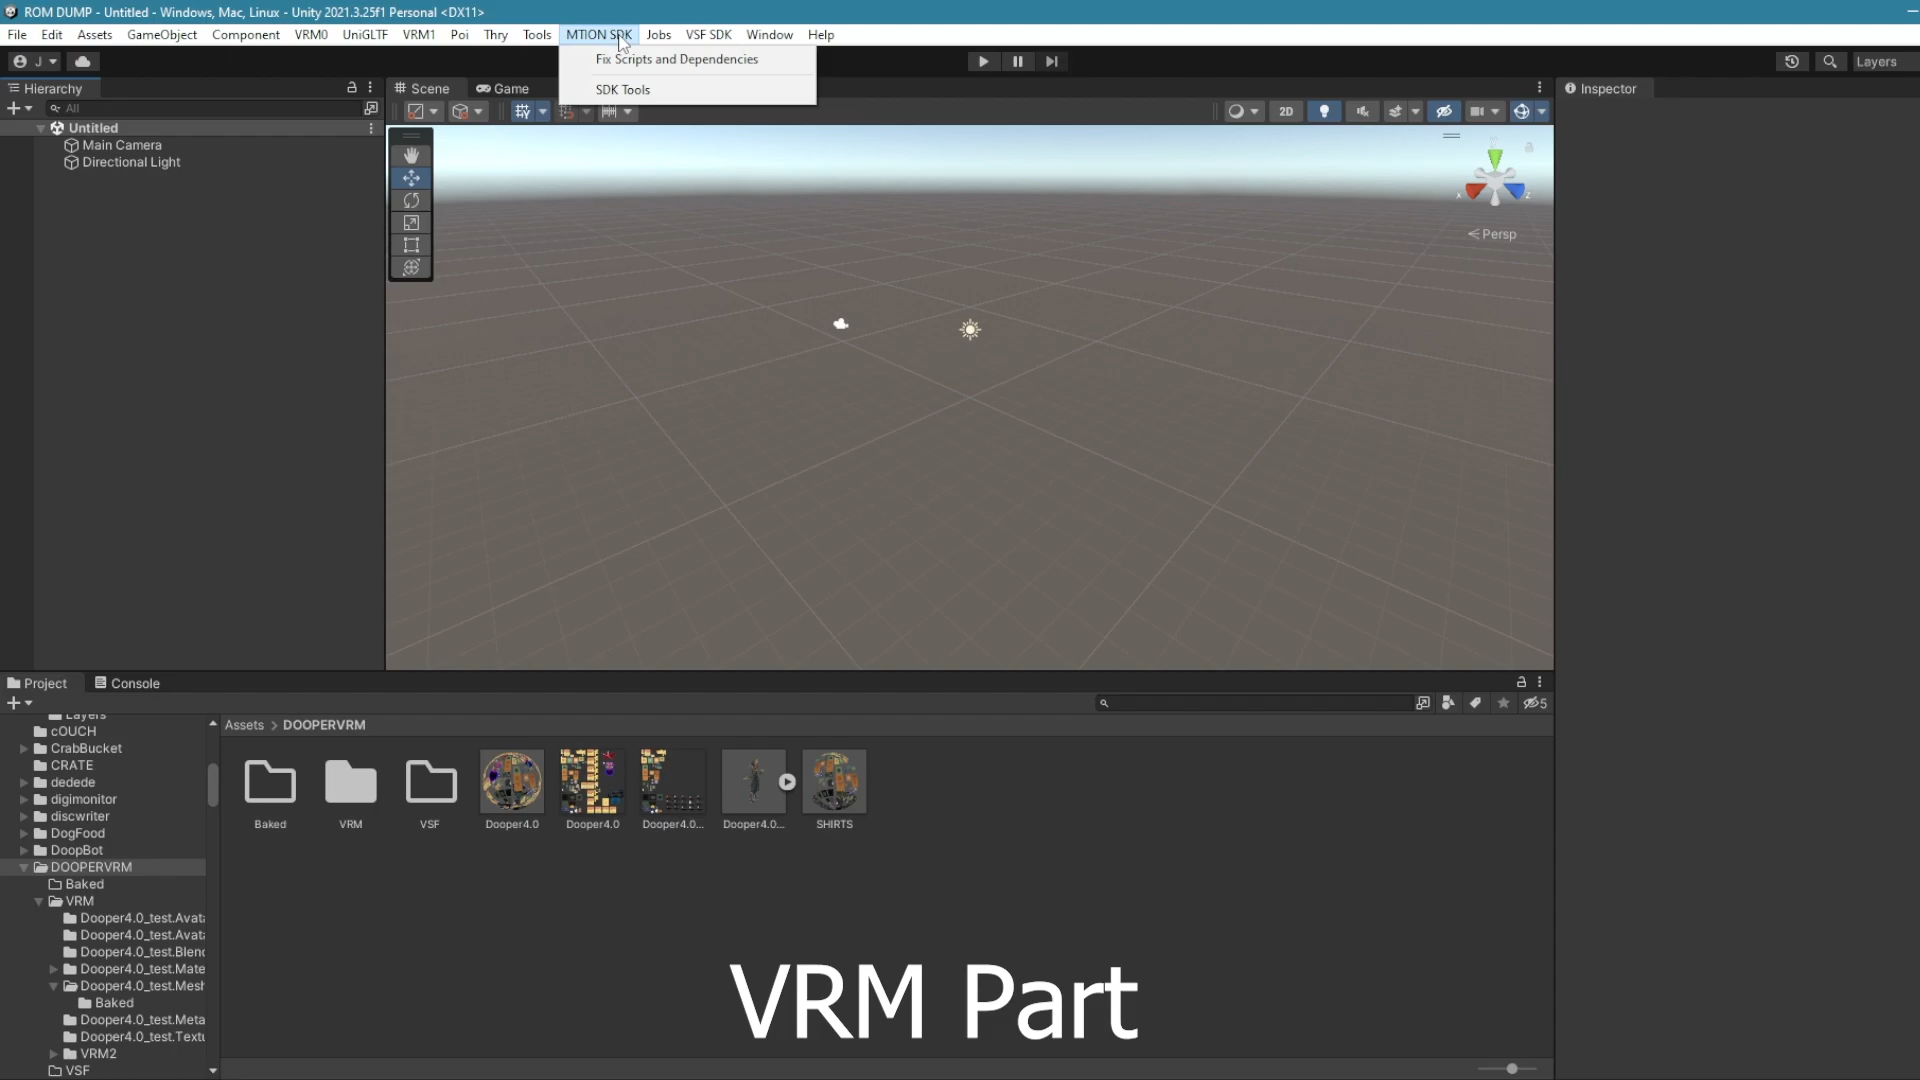 ROM DUMP - Untitled - Windows, Mac, Linux - Unity 2021.3.25f1 Personal <DX11>
File Edit Assets GameObject Component VRM0 UniGLTF VRM1 Poi Thry Tools MTION SDK Jobs VSF SDK Window Help
Fix Scripts and Dependencies
SDK Tools
J
Layers
Hierarchy
All
Untitled
Main Camera
Directional Light
Scene Game
2D
x z
Persp
Inspector
Project Console
5
Layers
cOUCH
CrabBucket
CRATE
dedede
digimonitor
discwriter
DogFood
DoopBot
DOOPERVRM
Baked
VRM
Dooper4.0_test.Avat
Dooper4.0_test.Avat
Dooper4.0_test.Blen
Dooper4.0_test.Mate
Dooper4.0_test.Mesh
Baked
Dooper4.0_test.Meta
Dooper4.0_test.Text
VRM2
VSF
Assets > DOOPERVRM
Baked VRM VSF Dooper4.0 Dooper4.0 Dooper4.0... Dooper4.0... SHIRTS
VRM Part